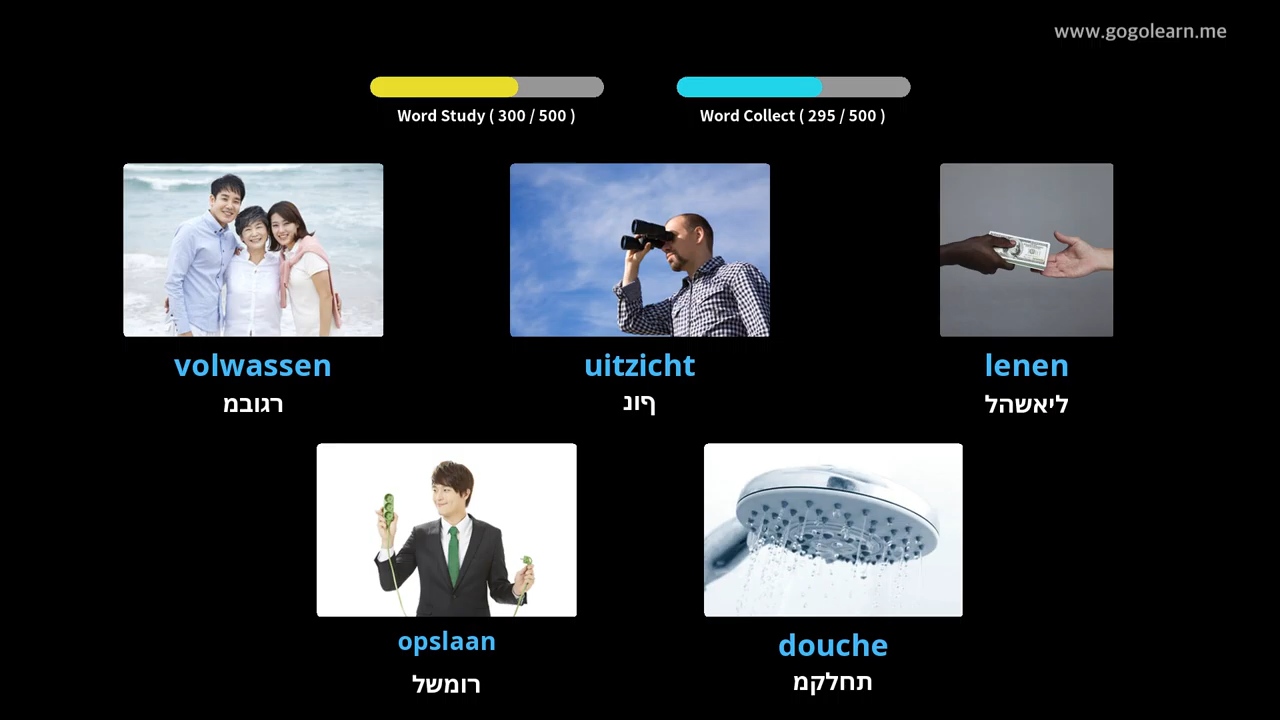 www.gogolearn.me
Word Study ( 300 / 500 )
Word Collect ( 295 / 500 )
volwassen
רגובמ
uitzicht
ףונ
lenen
ליאשהל
opslaan
רומשל
douche
תחלקמ